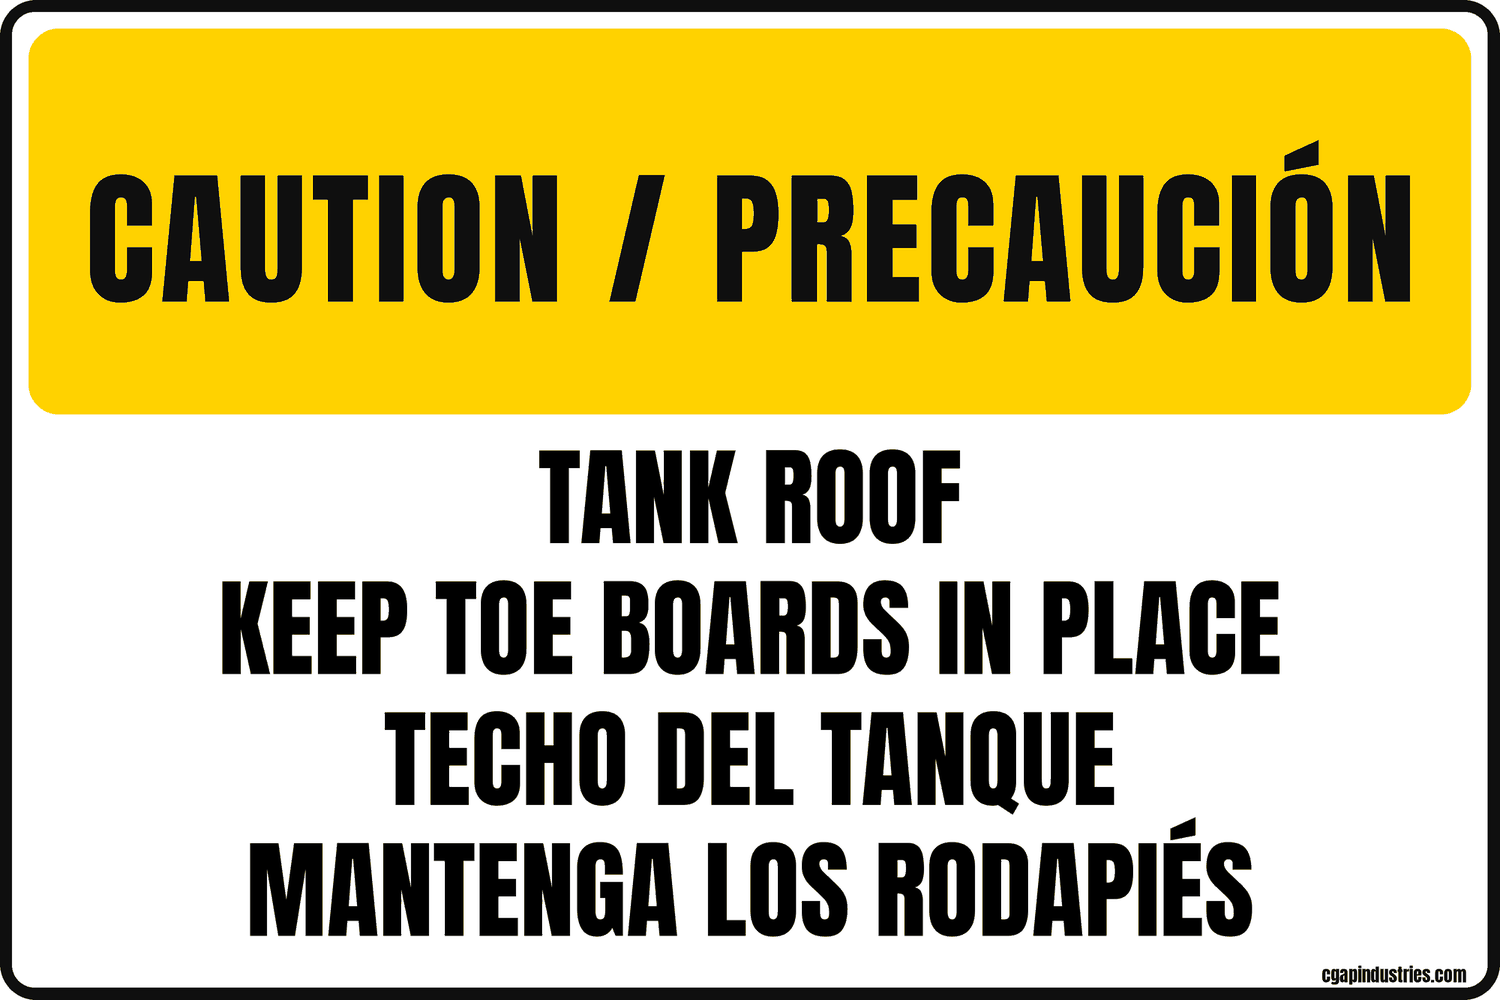 CAUTION / PRECAUCIÓN
TANK ROOF
KEEP TOE BOARDS IN PLACE
TECHO DEL TANQUE
MANTENGA LOS RODAPIÉS
cgapindustries.com